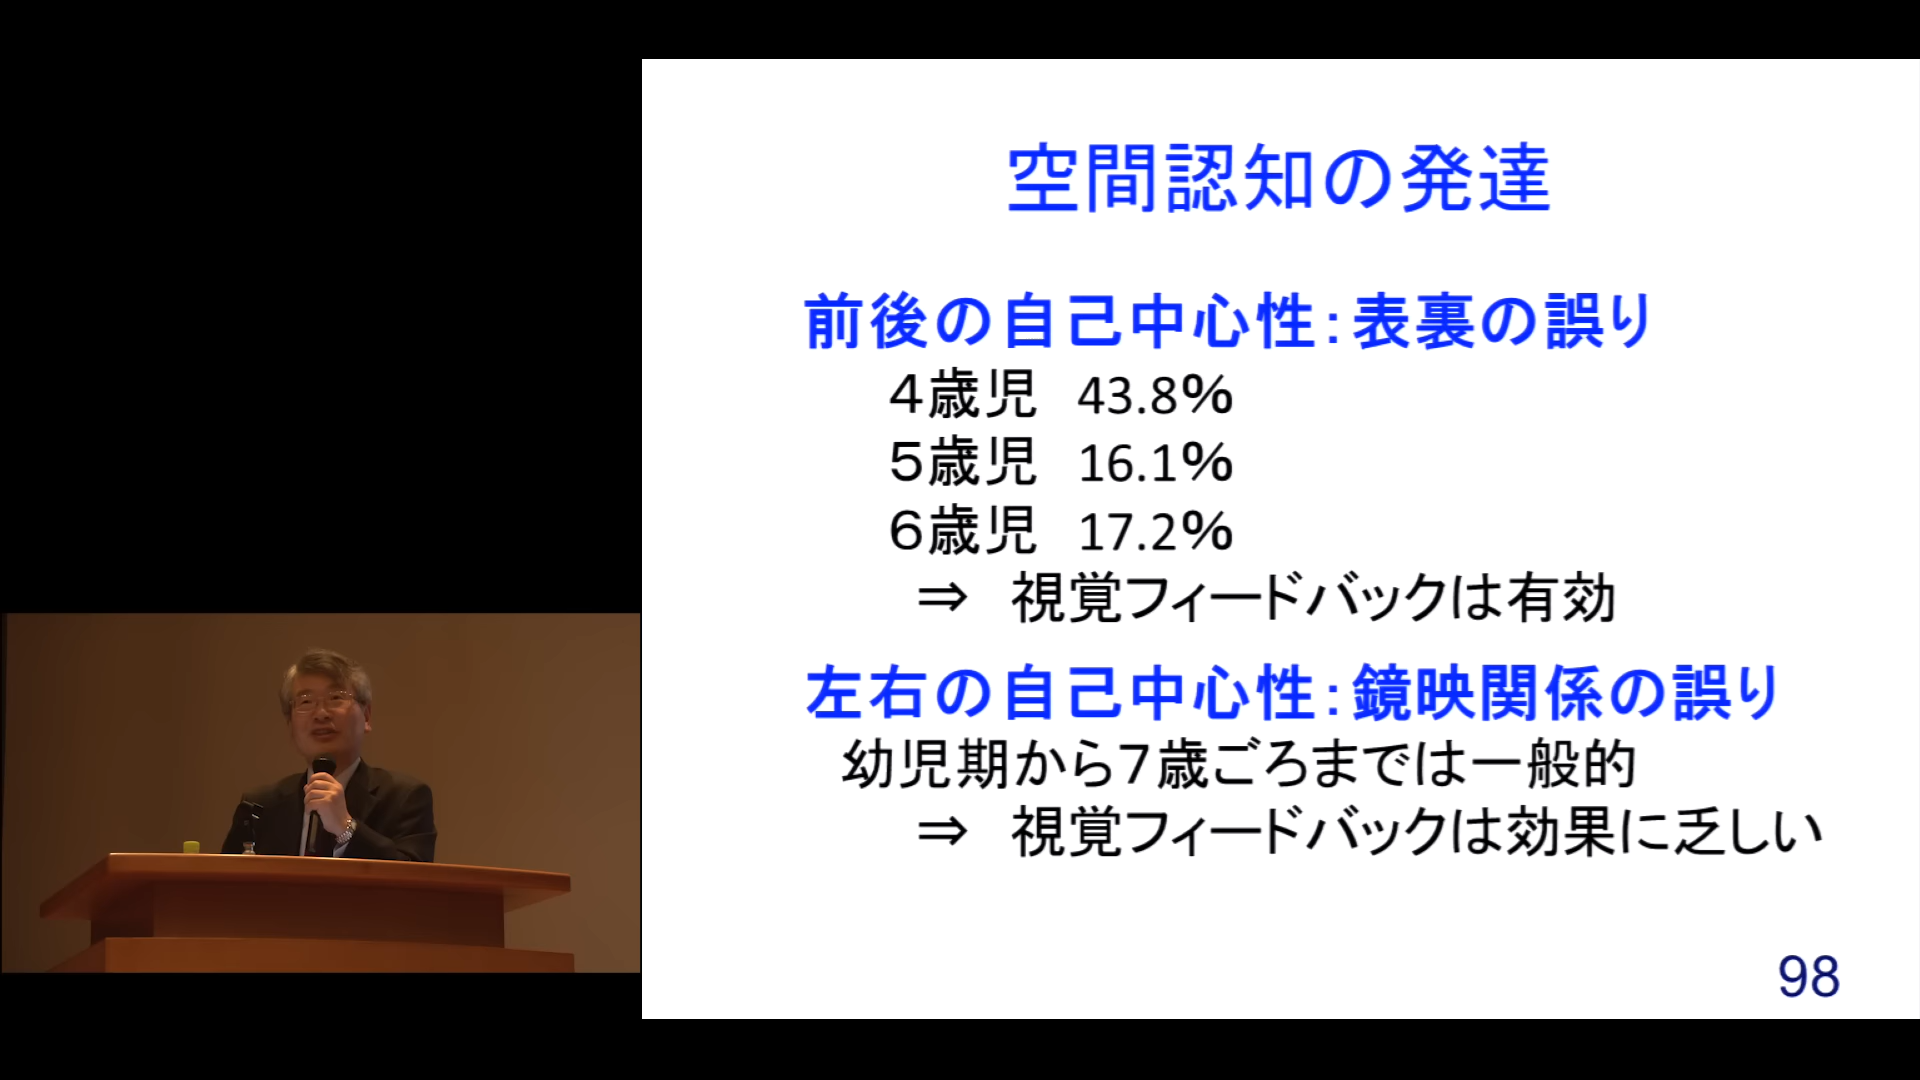 空間認知の発達
前後の自己中心性：表裏の誤り
４歳児　43.8%
５歳児　16.1%
６歳児　17.2%
⇒　視覚フィードバックは有効
左右の自己中心性：鏡映関係の誤り
幼児期から７歳ごろまでは一般的
⇒　視覚フィードバックは効果に乏しい
98